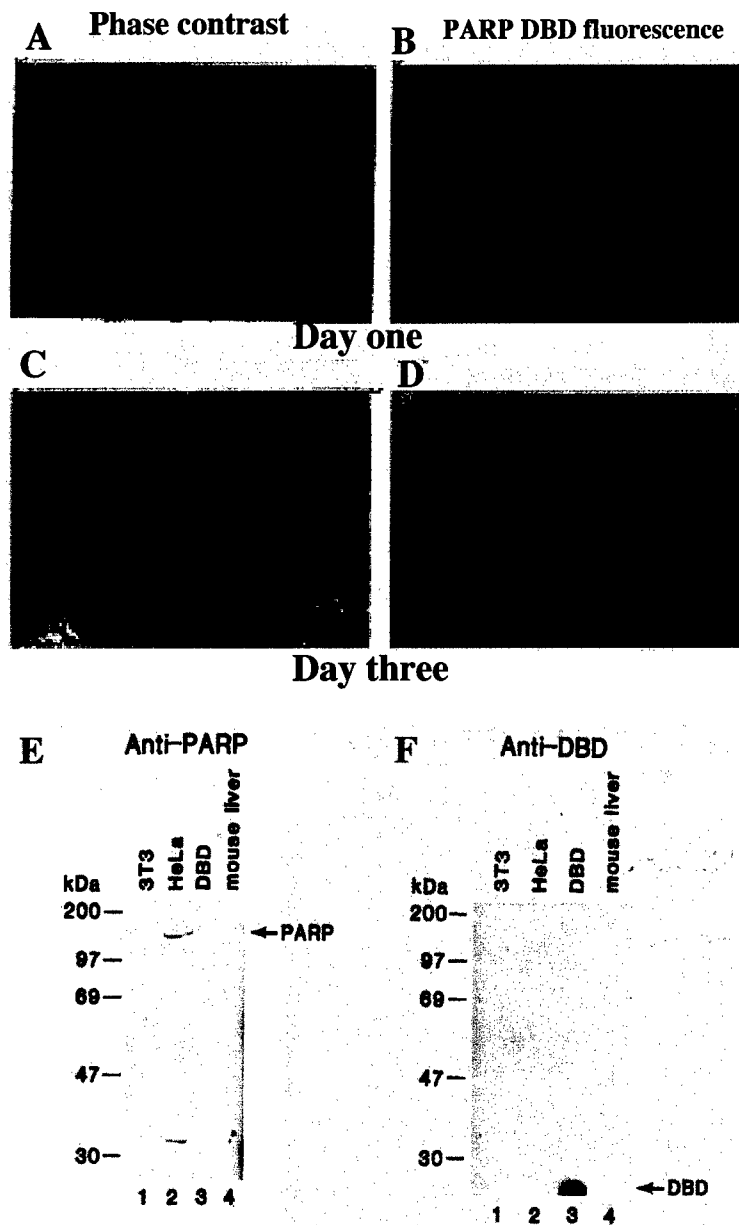 A Phase contrast
B PARP DBD fluorescence
Day one
C
D
Day three
E Anti-PARP
3T3
HeLa
DBD
mouse liver
kDa
200
97
69
47
30
PARP
1 2 3 4
F Anti-DBD
3T3
HeLa
DBD
mouse liver
kDa
200
97
69
47
30
DBD
1 2 3 4